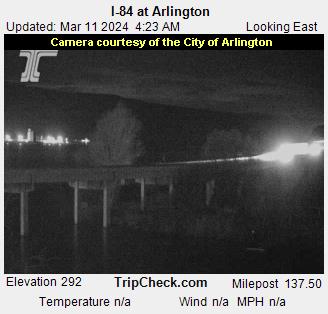 I-84 at Arlington
Updated: Mar 11 2024 4:23 AM Looking East
Camera courtesy of the City of Arlington
Elevation 292 TripCheck.com Milepost 137.50
Temperature n/a Wind n/a MPH n/a